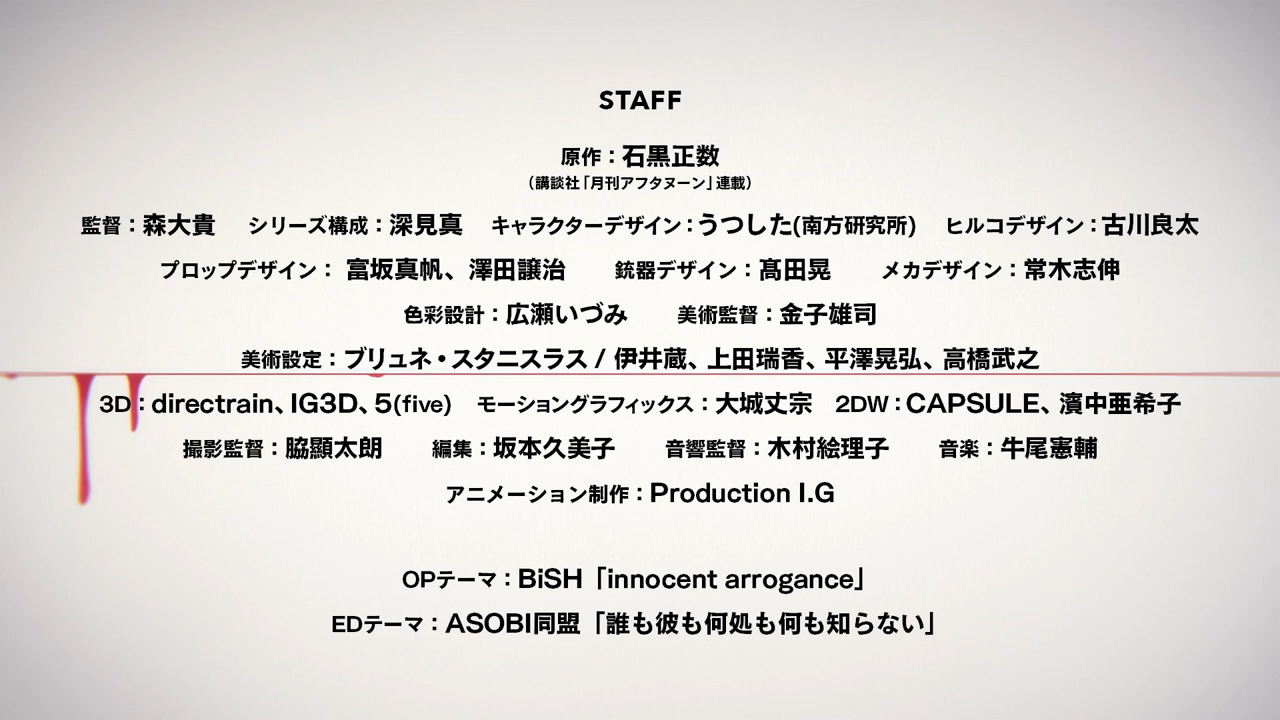 STAFF
原作：石黒正数
（講談社「月刊アフタヌーン」連載）
監督：森大貴　シリーズ構成：深見真　キャラクターデザイン：うつした(南方研究所)　ヒルコデザイン：古川良太
プロップデザイン： 富坂真帆、澤田譲治　銃器デザイン：髙田晃　メカデザイン：常木志伸
色彩設計：広瀬いづみ　美術監督：金子雄司
美術設定：ブリュネ・スタニスラス / 伊井蔵、上田瑞香、平澤晃弘、高橋武之
3D：directrain、IG3D、5(five)　モーショングラフィックス：大城丈宗　2DW：CAPSULE、濱中亜希子
撮影監督：脇顯太朗　編集：坂本久美子　音響監督：木村絵理子　音楽：牛尾憲輔
アニメーション制作：Production I.G
OPテーマ：BiSH「innocent arrogance」
EDテーマ：ASOBI同盟「誰も彼も何処も何も知らない」